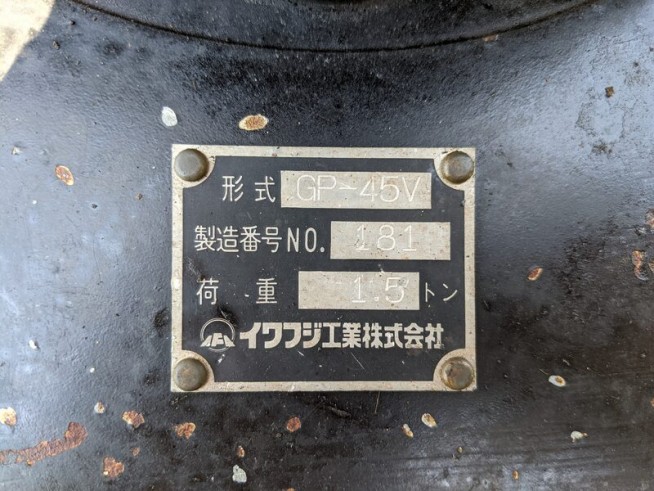 形式 GP-45V
製造番号NO. 181
荷重 1.5トン
イワフジ工業株式会社